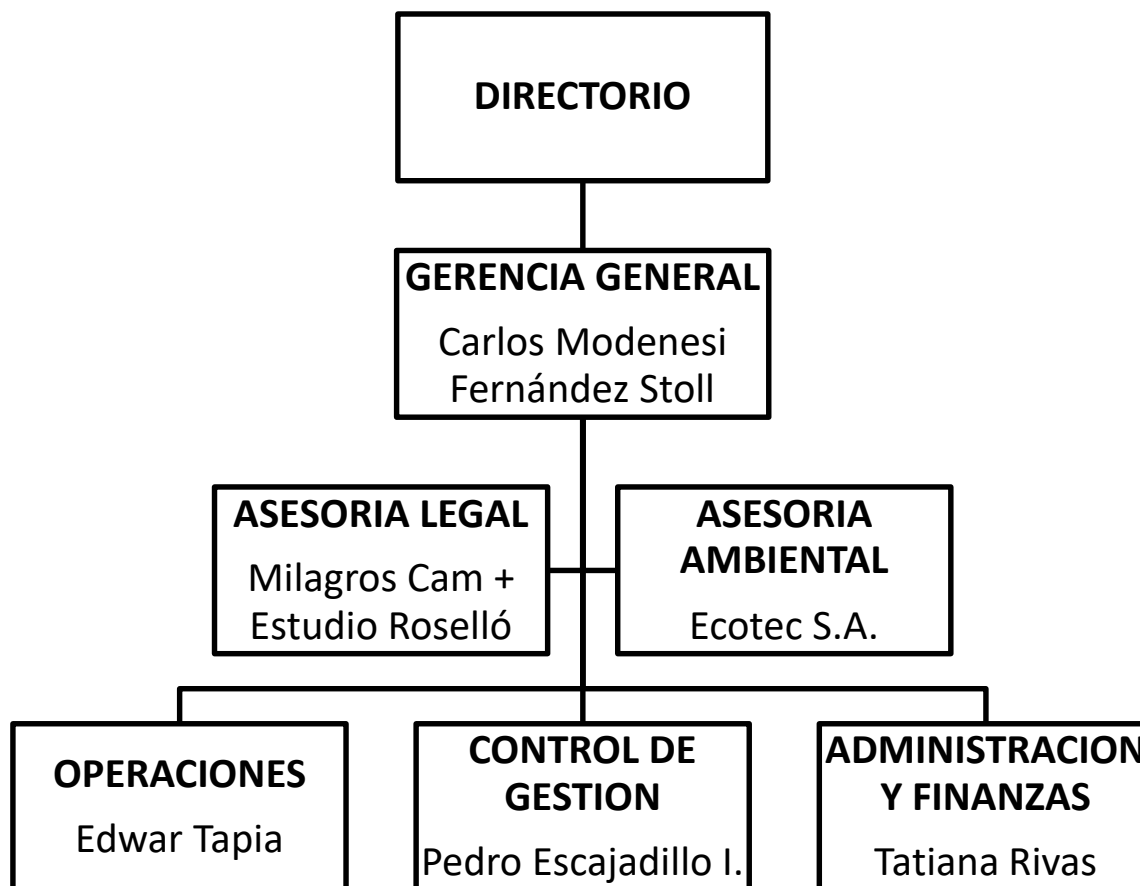 DIRECTORIO
GERENCIA GENERAL
Carlos Modenesi
Fernández Stoll
ASESORIA LEGAL
Milagros Cam +
Estudio Roselló
ASESORIA
AMBIENTAL
Ecotec S.A.
OPERACIONES
Edwar Tapia
CONTROL DE
GESTION
Pedro Escajadillo I.
ADMINISTRACION
Y FINANZAS
Tatiana Rivas